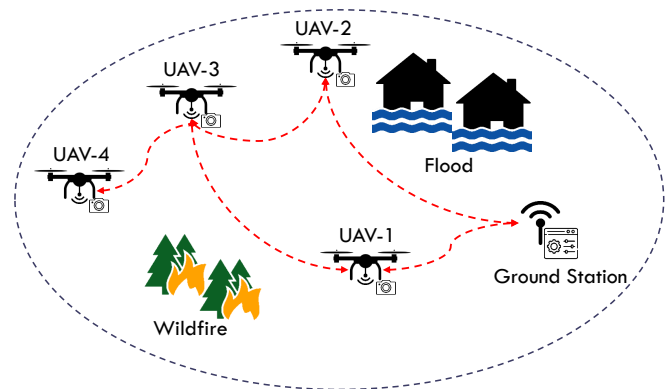 UAV-2
UAV-3
UAV-4
Flood
UAV-1
Ground Station
Wildfire